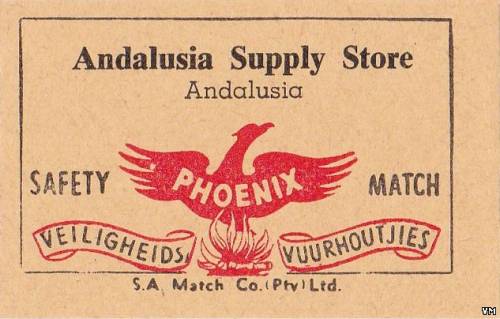 Andalusia Supply Store
Andalusia
SAFETY PHOENIX MATCH
VEILIGHEIDS VUURHOUTJIES
S.A. Match Co.(Pty) Ltd.
VM